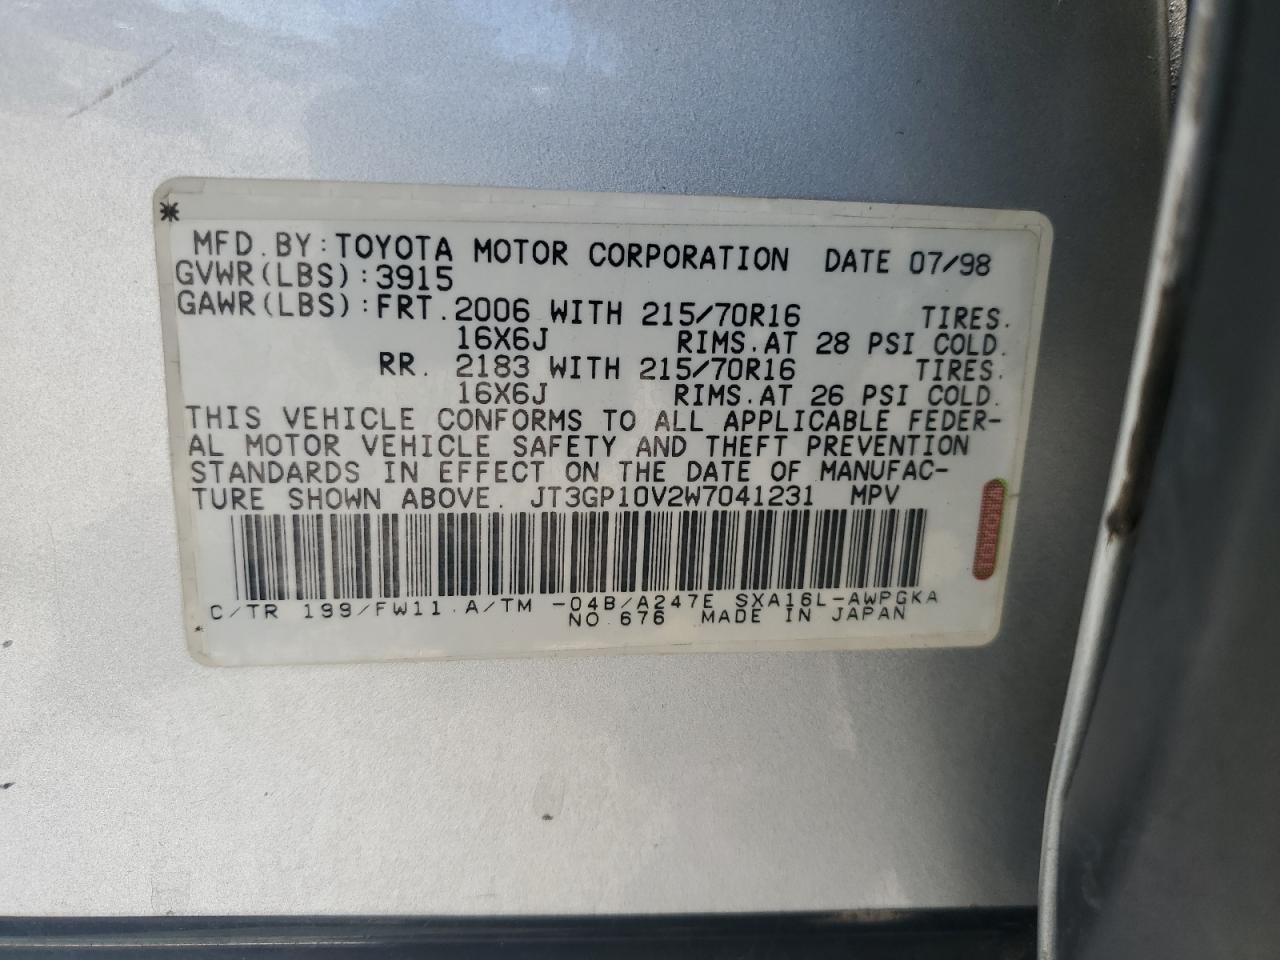 *
MFD. BY: TOYOTA MOTOR CORPORATION DATE 07/98
GVWR(LBS):3915
GAWR(LBS):FRT. 2006 WITH 215/70R16 TIRES.
16X6J RIMS.AT 28 PSI COLD.
RR. 2183 WITH 215/70R16 TIRES.
16X6J RIMS.AT 26 PSI COLD.
THIS VEHICLE CONFORMS TO ALL APPLICABLE FEDER-
AL MOTOR VEHICLE SAFETY AND THEFT PREVENTION
STANDARDS IN EFFECT ON THE DATE OF MANUFAC-
TURE SHOWN ABOVE. JT3GP10V2W7041231 MPV
C/TR 199/FW11 A/TM -04B/A247E SXA16L-AWPGKA
NO.676 MADE IN JAPAN